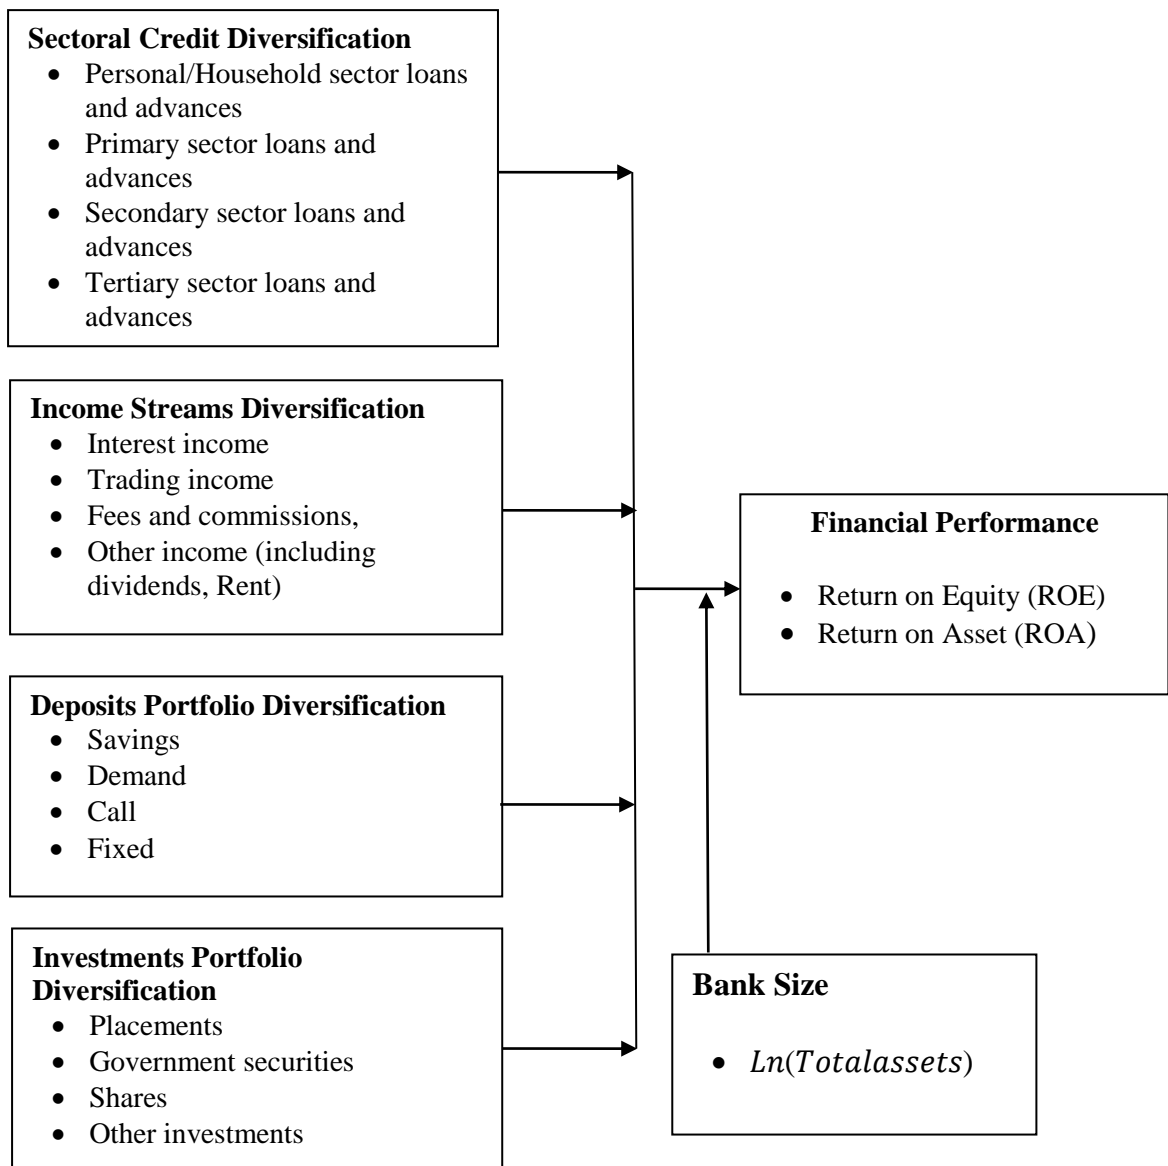 Sectoral Credit Diversification
• Personal/Household sector loans
and advances
• Primary sector loans and
advances
• Secondary sector loans and
advances
• Tertiary sector loans and
advances
Income Streams Diversification
• Interest income
• Trading income
• Fees and commissions,
• Other income (including
dividends, Rent)
Deposits Portfolio Diversification
• Savings
• Demand
• Call
• Fixed
Investments Portfolio
Diversification
• Placements
• Government securities
• Shares
• Other investments
Financial Performance
• Return on Equity (ROE)
• Return on Asset (ROA)
Bank Size
• Ln(Totalassets)